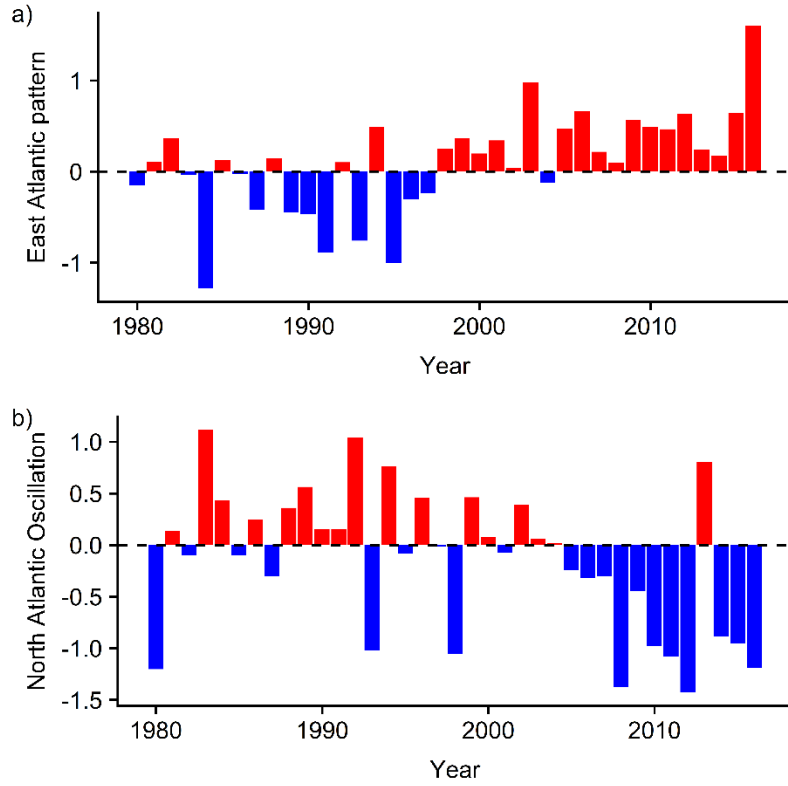 a)
East Atlantic pattern
1
0
-1
1980 1990 2000 2010
Year
b)
North Atlantic Oscillation
1.0
0.5
0.0
-0.5
-1.0
-1.5
1980 1990 2000 2010
Year